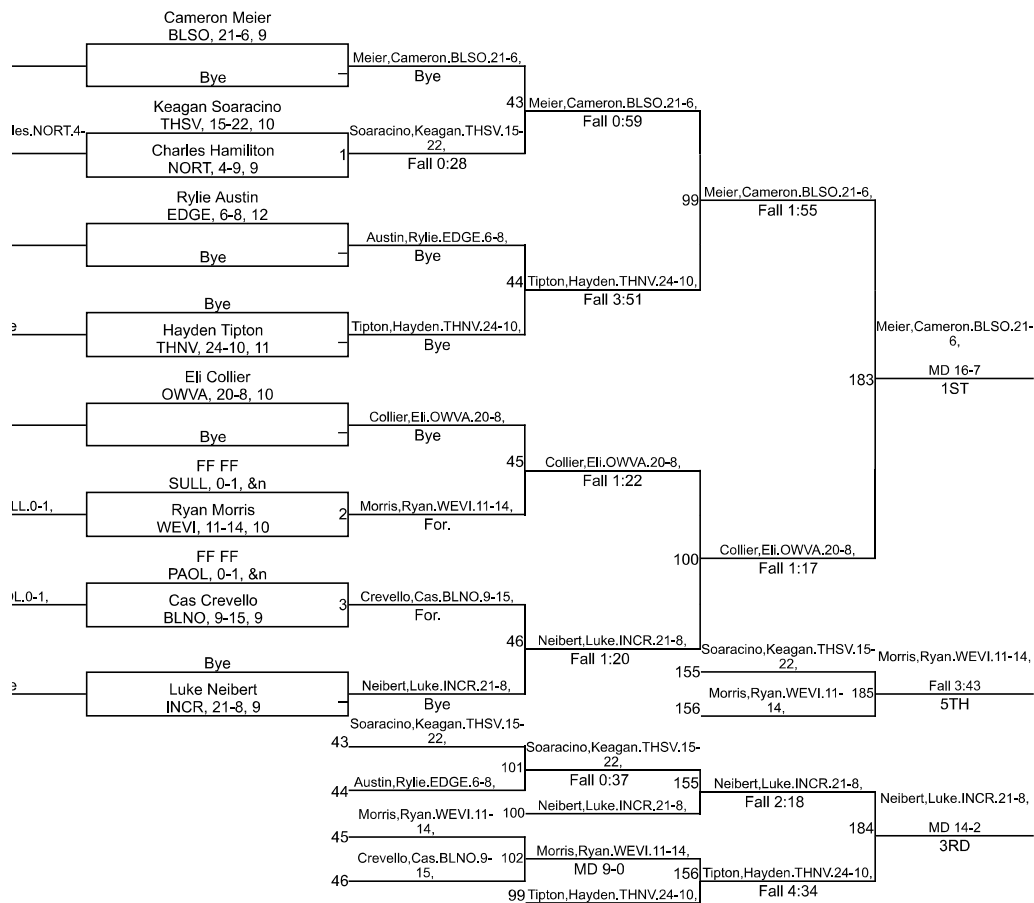 Cameron Meier
BLSO, 21-6, 9
Meier,Cameron.BLSO.21-6,
Bye
Bye
43
Meier,Cameron.BLSO.21-6,
Fall 0:59
Keagan Soaracino
THSV, 15-22, 10
les.NORT.4-
Charles Hamiliton
NORT, 4-9, 9
1
Soaracino,Keagan.THSV.15-
22,
Fall 0:28
99
Meier,Cameron.BLSO.21-6,
Fall 1:55
Rylie Austin
EDGE, 6-8, 12
Bye
Austin,Rylie.EDGE.6-8,
Bye
44
Tipton,Hayden.THNV.24-10,
Fall 3:51
Bye
e
Hayden Tipton
THNV, 24-10, 11
Tipton,Hayden.THNV.24-10,
Bye
Meier,Cameron.BLSO.21-
6,
183
MD 16-7
1ST
Eli Collier
OWVA, 20-8, 10
Bye
Collier,Eli.OWVA.20-8,
Bye
45
Collier,Eli.OWVA.20-8,
Fall 1:22
FF FF
SULL, 0-1, &n
LL.0-1,
Ryan Morris
WEVI, 11-14, 10
2
Morris,Ryan.WEVI.11-14,
For.
100
Collier,Eli.OWVA.20-8,
Fall 1:17
FF FF
PAOL, 0-1, &n
OL.0-1,
Cas Crevello
BLNO, 9-15, 9
3
Crevello,Cas.BLNO.9-15,
For.
46
Neibert,Luke.INCR.21-8,
Fall 1:20
Bye
e
Luke Neibert
INCR, 21-8, 9
Neibert,Luke.INCR.21-8,
Bye
155
Soaracino,Keagan.THSV.15-
22,
156
Morris,Ryan.WEVI.11-
14,
185
Morris,Ryan.WEVI.11-14,
Fall 3:43
5TH
43
Soaracino,Keagan.THSV.15-
22,
44
Austin,Rylie.EDGE.6-8,
101
Soaracino,Keagan.THSV.15-
22,
Fall 0:37
100
Neibert,Luke.INCR.21-8,
155
Neibert,Luke.INCR.21-8,
Fall 2:18
45
Morris,Ryan.WEVI.11-
14,
46
Crevello,Cas.BLNO.9-
15,
102
Morris,Ryan.WEVI.11-14,
MD 9-0
99
Tipton,Hayden.THNV.24-10,
156
Tipton,Hayden.THNV.24-10,
Fall 4:34
184
Neibert,Luke.INCR.21-8,
MD 14-2
3RD